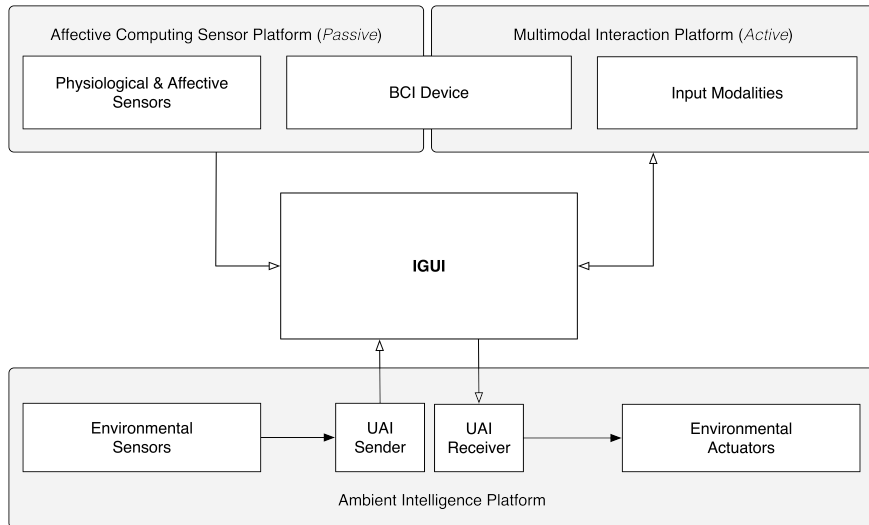 Affective Computing Sensor Platform (Passive)
Multimodal Interaction Platform (Active)
Physiological & Affective
Sensors
BCI Device
Input Modalities
IGUI
Environmental
Sensors
UAI
Sender
UAI
Receiver
Environmental
Actuators
Ambient Intelligence Platform